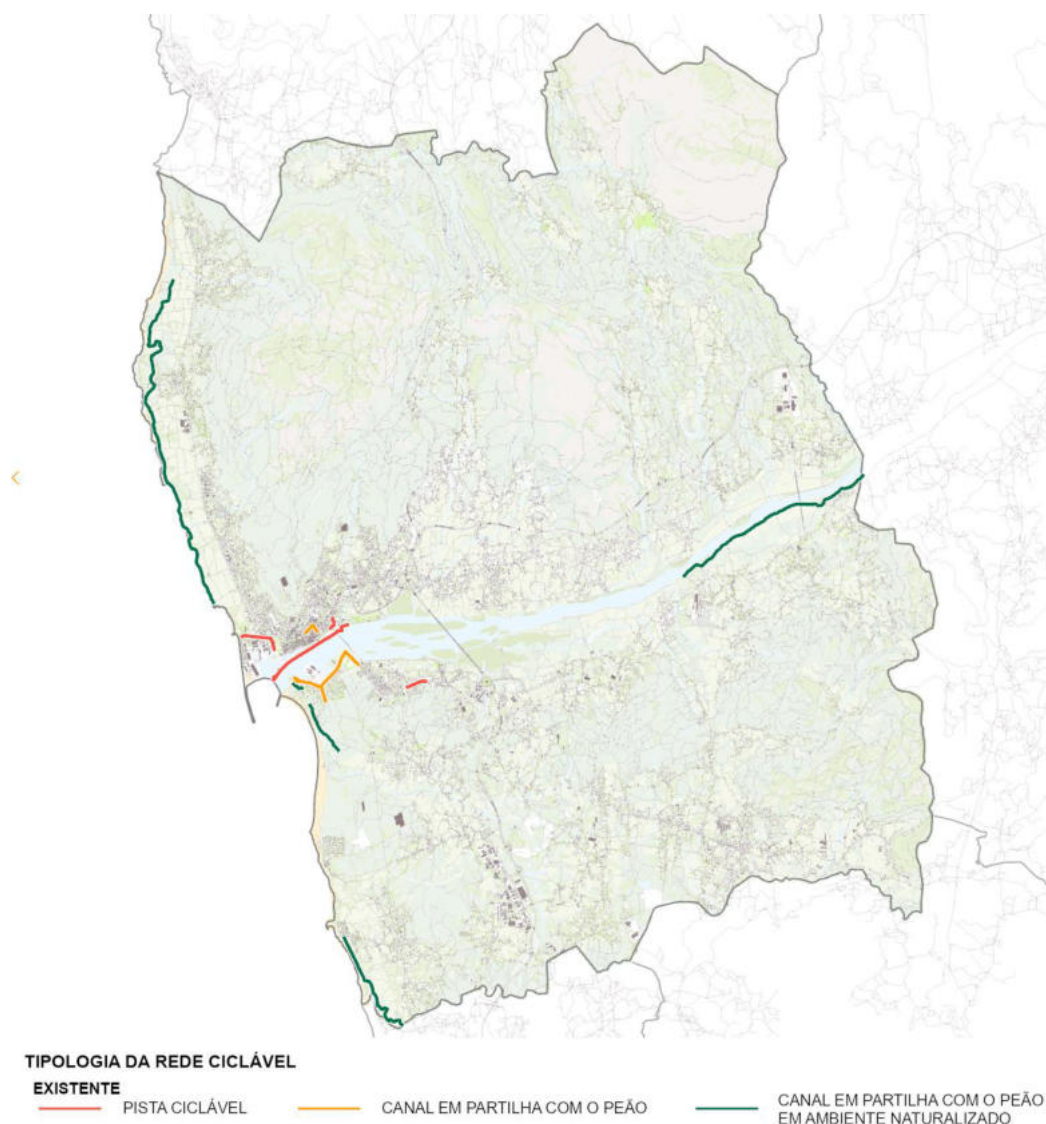 TIPOLOGIA DA REDE CICLÁVEL
EXISTENTE
PISTA CICLÁVEL
CANAL EM PARTILHA COM O PEÃO
CANAL EM PARTILHA COM O PEÃO
EM AMBIENTE NATURALIZADO